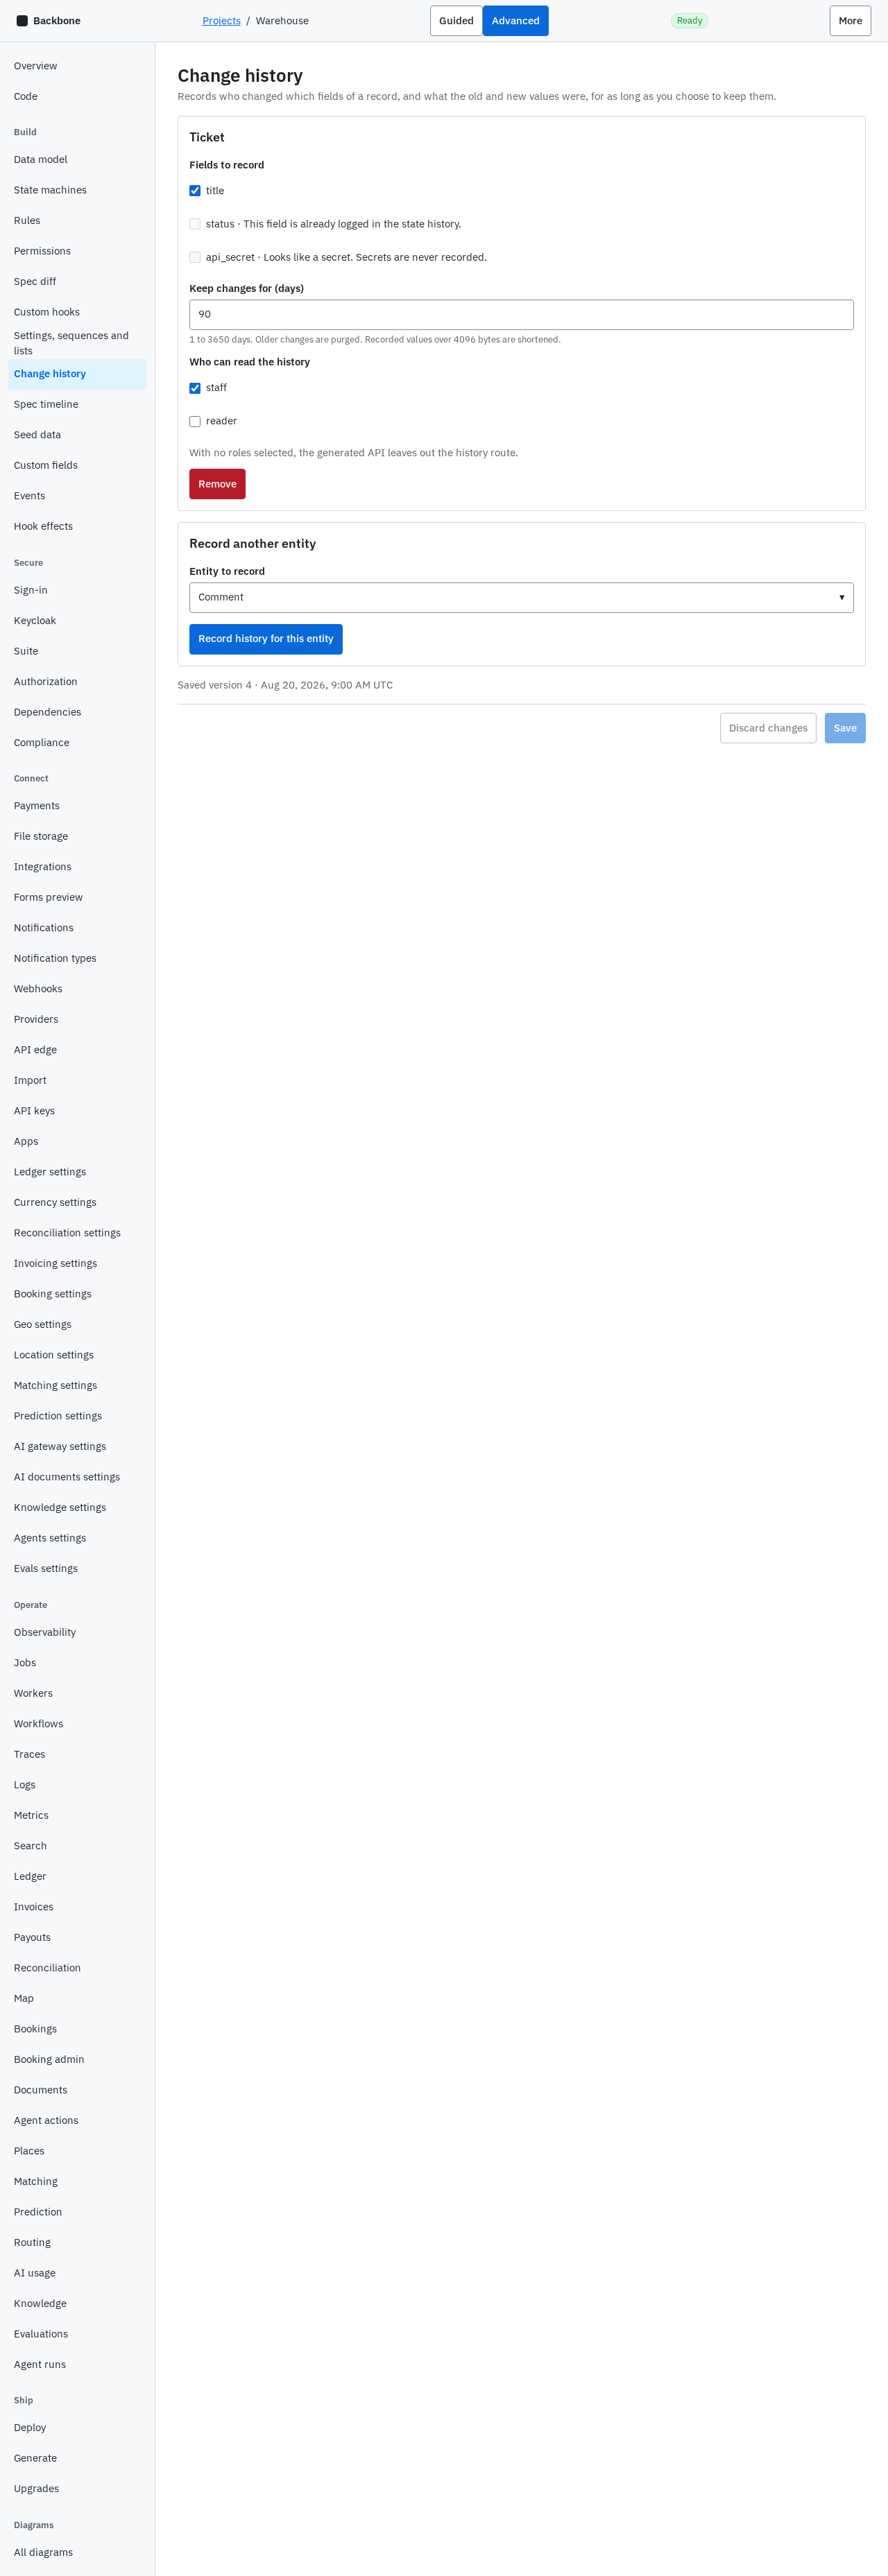 Backbone
Projects / Warehouse
Guided
Advanced
Ready
More
Overview
Code
Build
Data model
State machines
Rules
Permissions
Spec diff
Custom hooks
Settings, sequences and
lists
Change history
Spec timeline
Seed data
Custom fields
Events
Hook effects
Secure
Sign-in
Keycloak
Suite
Authorization
Dependencies
Compliance
Connect
Payments
File storage
Integrations
Forms preview
Notifications
Notification types
Webhooks
Providers
API edge
Import
API keys
Apps
Ledger settings
Currency settings
Reconciliation settings
Invoicing settings
Booking settings
Geo settings
Location settings
Matching settings
Prediction settings
AI gateway settings
AI documents settings
Knowledge settings
Agents settings
Evals settings
Operate
Observability
Jobs
Workers
Workflows
Traces
Logs
Metrics
Search
Ledger
Invoices
Payouts
Reconciliation
Map
Bookings
Booking admin
Documents
Agent actions
Places
Matching
Prediction
Routing
AI usage
Knowledge
Evaluations
Agent runs
Ship
Deploy
Generate
Upgrades
Diagrams
All diagrams
Change history
Records who changed which fields of a record, and what the old and new values were, for as long as you choose to keep them.
Ticket
Fields to record
title
status · This field is already logged in the state history.
api_secret · Looks like a secret. Secrets are never recorded.
Keep changes for (days)
90
1 to 3650 days. Older changes are purged. Recorded values over 4096 bytes are shortened.
Who can read the history
staff
reader
With no roles selected, the generated API leaves out the history route.
Remove
Record another entity
Entity to record
Comment
Record history for this entity
Saved version 4 · Aug 20, 2026, 9:00 AM UTC
Discard changes
Save